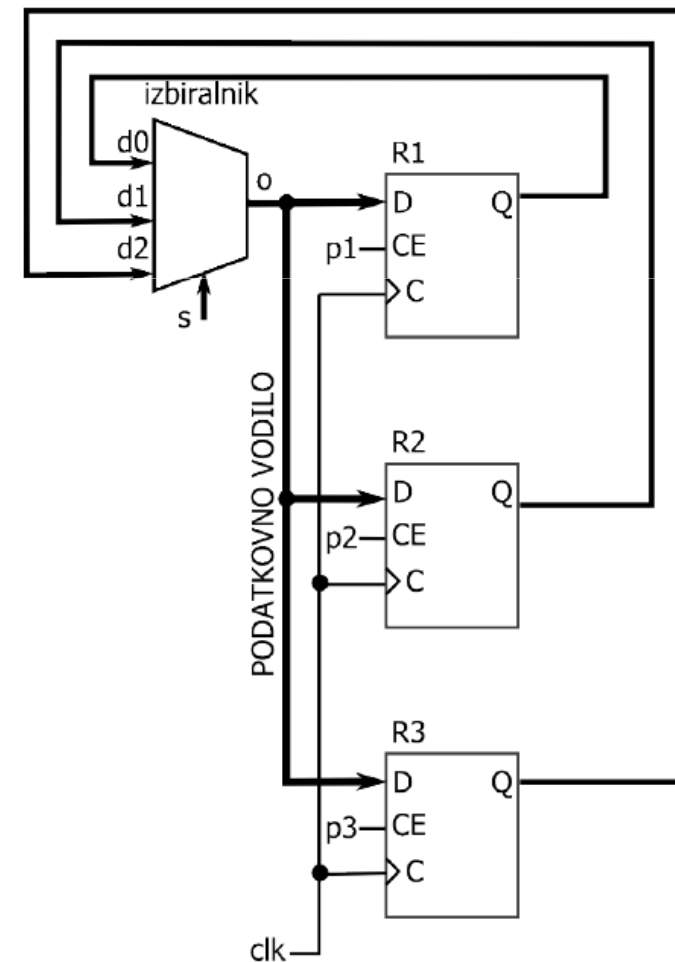 izbiralnik
d0
d1
d2
o
s
R1
D
Q
p1
CE
C
PODATKOVNO VODILO
R2
D
Q
p2
CE
C
R3
D
Q
p3
CE
C
clk